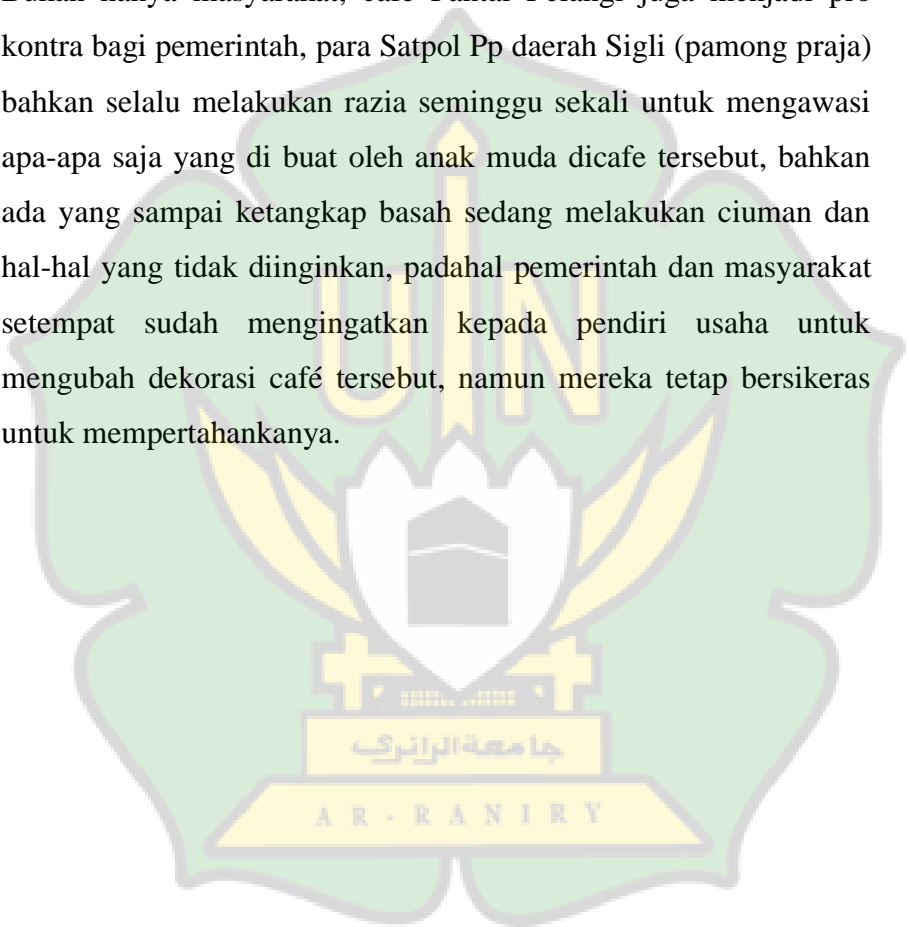 Bukan hanya masyarakat, cafe Pantai Pelangi juga menjadi pro
kontra bagi pemerintah, para Satpol Pp daerah Sigli (pamong praja)
bahkan selalu melakukan razia seminggu sekali untuk mengawasi
apa-apa saja yang di buat oleh anak muda dicafe tersebut, bahkan
ada yang sampai ketangkap basah sedang melakukan ciuman dan
hal-hal yang tidak diinginkan, padahal pemerintah dan masyarakat
setempat sudah mengingatkan kepada pendiri usaha untuk
mengubah dekorasi café tersebut, namun mereka tetap bersikeras
untuk mempertahankanya.
UIN
جامعة الرانري
AR-RANIRY